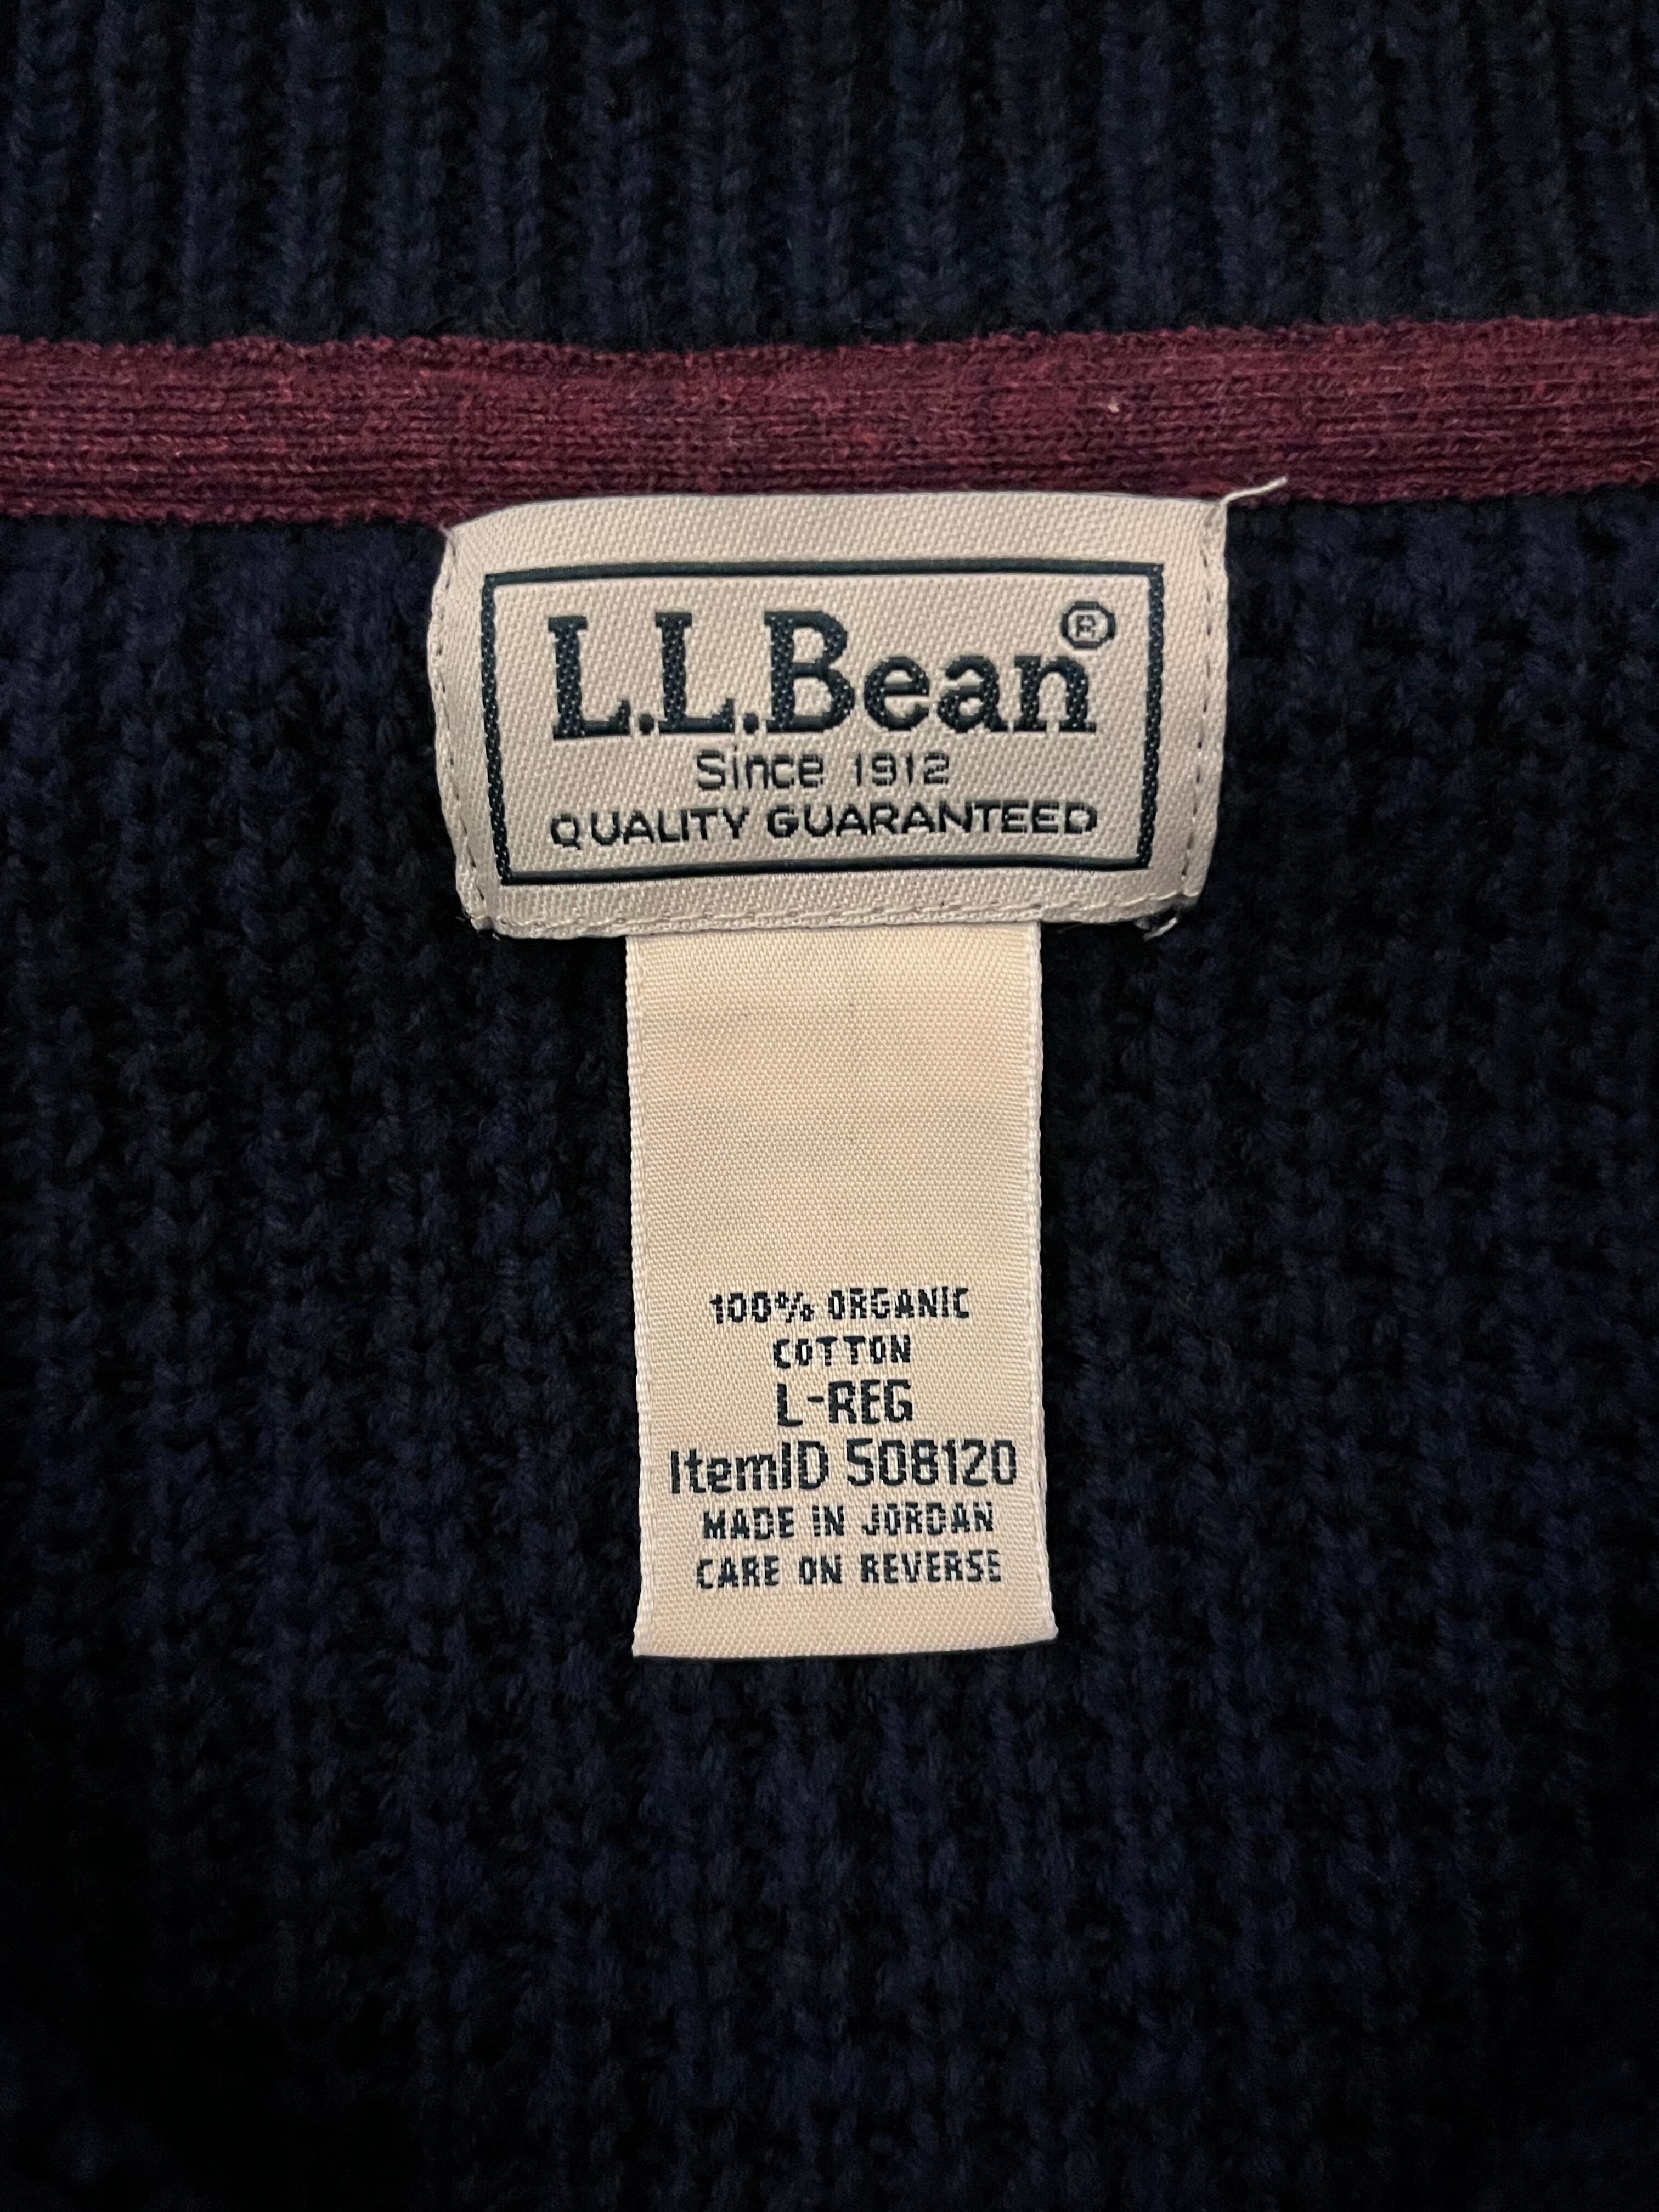 L.L.Bean®
Since 1912
QUALITY GUARANTEED
100% ORGANIC
COTTON
L-REG
ItemID 508120
MADE IN JORDAN
CARE ON REVERSE